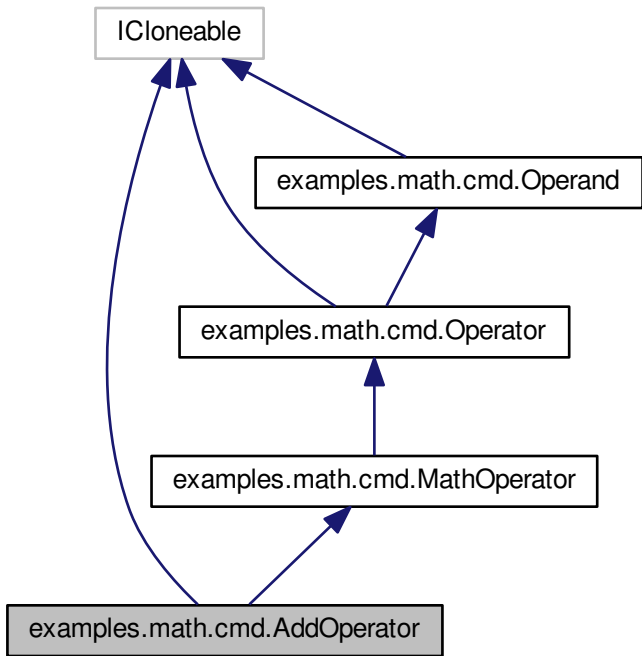 ICloneable
examples.math.cmd.Operand
examples.math.cmd.Operator
examples.math.cmd.MathOperator
examples.math.cmd.AddOperator